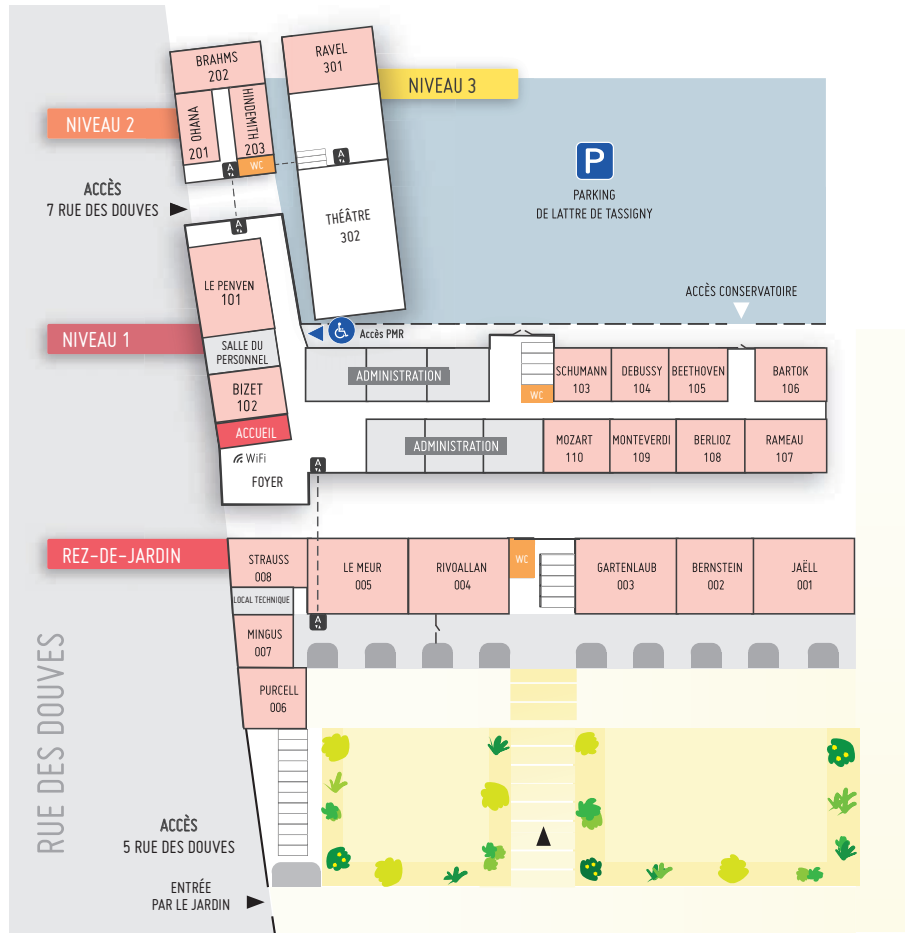 BRAHMS
202
OHANA
201
HINDEMITH
203
WC
A
RAVEL
301
NIVEAU 3
NIVEAU 2
A
THÉÂTRE
302
P
PARKING
DE LATTRE DE TASSIGNY
ACCÈS
7 RUE DES DOUVES
A
LE PENVEN
101
ACCÈS CONSERVATOIRE
NIVEAU 1
Accès PMR
SALLE DU
PERSONNEL
BIZET
102
ACCUEIL
WiFi
FOYER
A
ADMINISTRATION
WC
SCHUMANN
103
DEBUSSY
104
BEETHOVEN
105
BARTOK
106
ADMINISTRATION
MOZART
110
MONTEVERDI
109
BERLIOZ
108
RAMEAU
107
REZ-DE-JARDIN
STRAUSS
008
LE MEUR
005
RIVOALLAN
004
WC
GARTENLAUB
003
BERNSTEIN
002
JAËLL
001
LOCAL TECHNIQUE
A
MINGUS
007
PURCELL
006
RUE DES DOUVES
ACCÈS
5 RUE DES DOUVES
ENTRÉE
PAR LE JARDIN